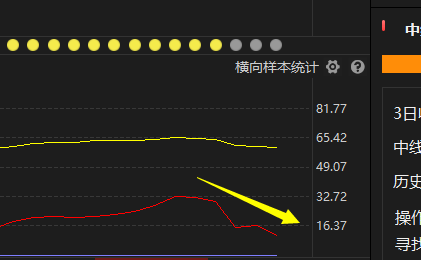 中
横向样本统计
81.77
65.42
49.07
32.72
16.37
3日
中线
历史
操作
寻找